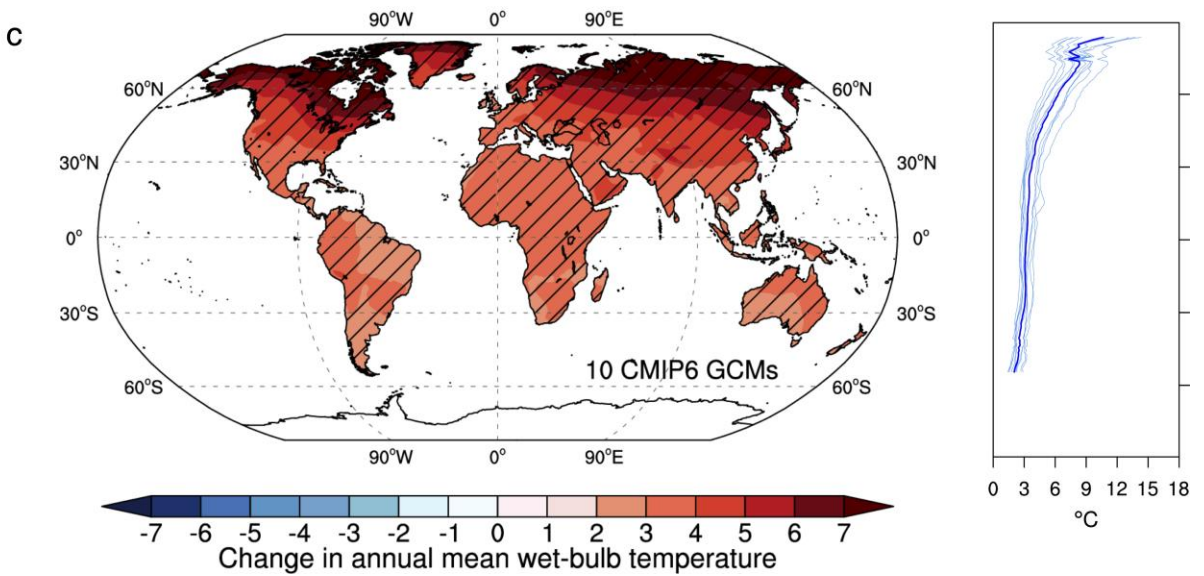 c
90°W 0° 90°E
60°N 60°N
30°N 30°N
0° 0°
30°S 30°S
10 CMIP6 GCMs
60°S 60°S
90°W 0° 90°E
-7 -6 -5 -4 -3 -2 -1 0 1 2 3 4 5 6 7
Change in annual mean wet-bulb temperature
0 3 6 9 12 15 18
°C